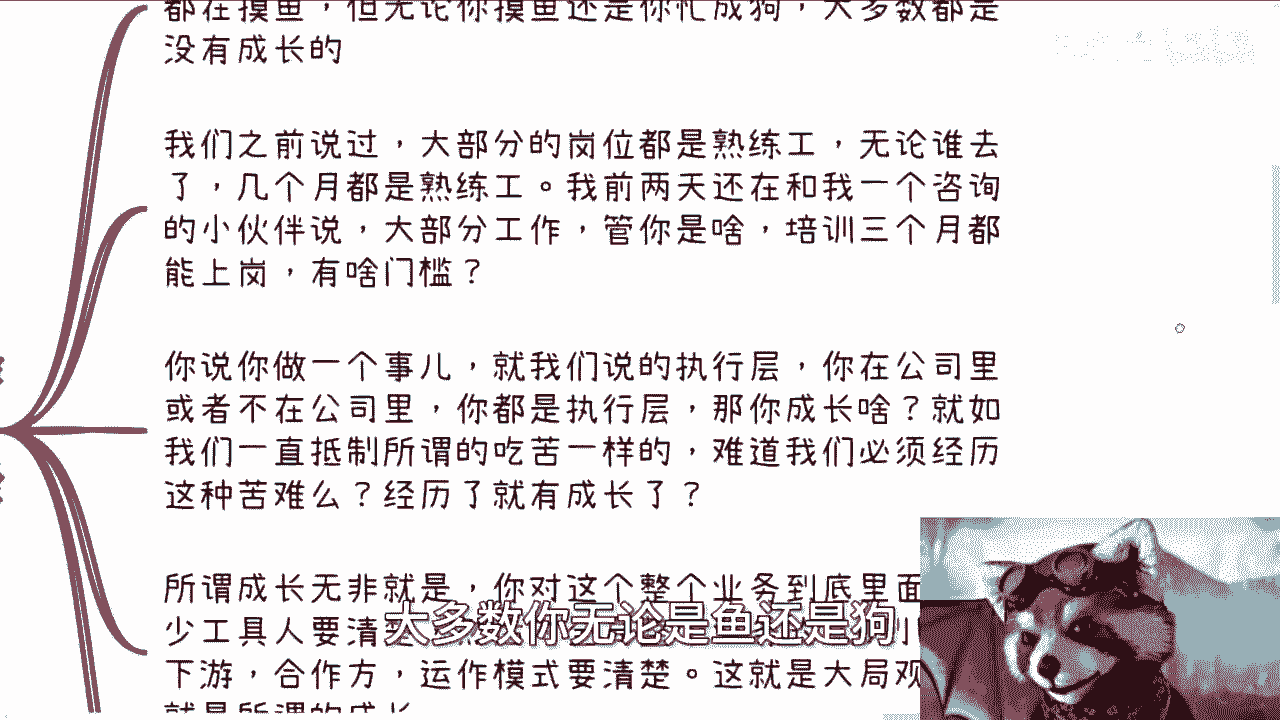 都在摸鱼，但无论你摸鱼还是你忙成狗，大多数都是
没有成长的
我们之前说过，大部分的岗位都是熟练工，无论谁去
了，几个月都是熟练工。我前两天还在和我一个咨询
的小伙伴说，大部分工作，管你是啥，培训三个月都
能上岗，有啥门槛？
你说你做一个事儿，就我们说的执行层，你在公司里
或者不在公司里，你都是执行层，那你成长啥？就如
我们一直抵制所谓的吃苦一样的，难道我们必须经历
这种苦难么？经历了就有成长了？
所谓成长无非就是，你对这个整个业务到底里面
少工具人要清
大多数你无论是鱼还是狗
下游，合作方，运作模式要清楚。这就是大局观
就是所谓的成长